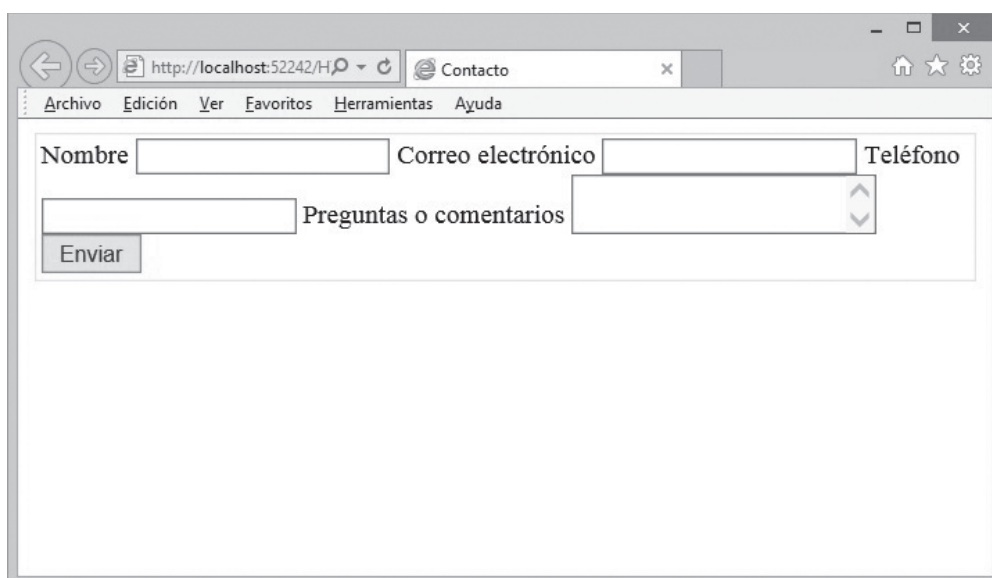 http://localhost:52242/H
Contacto
Archivo Edición Ver Favoritos Herramientas Ayuda
Nombre Correo electrónico Teléfono
Preguntas o comentarios
Enviar